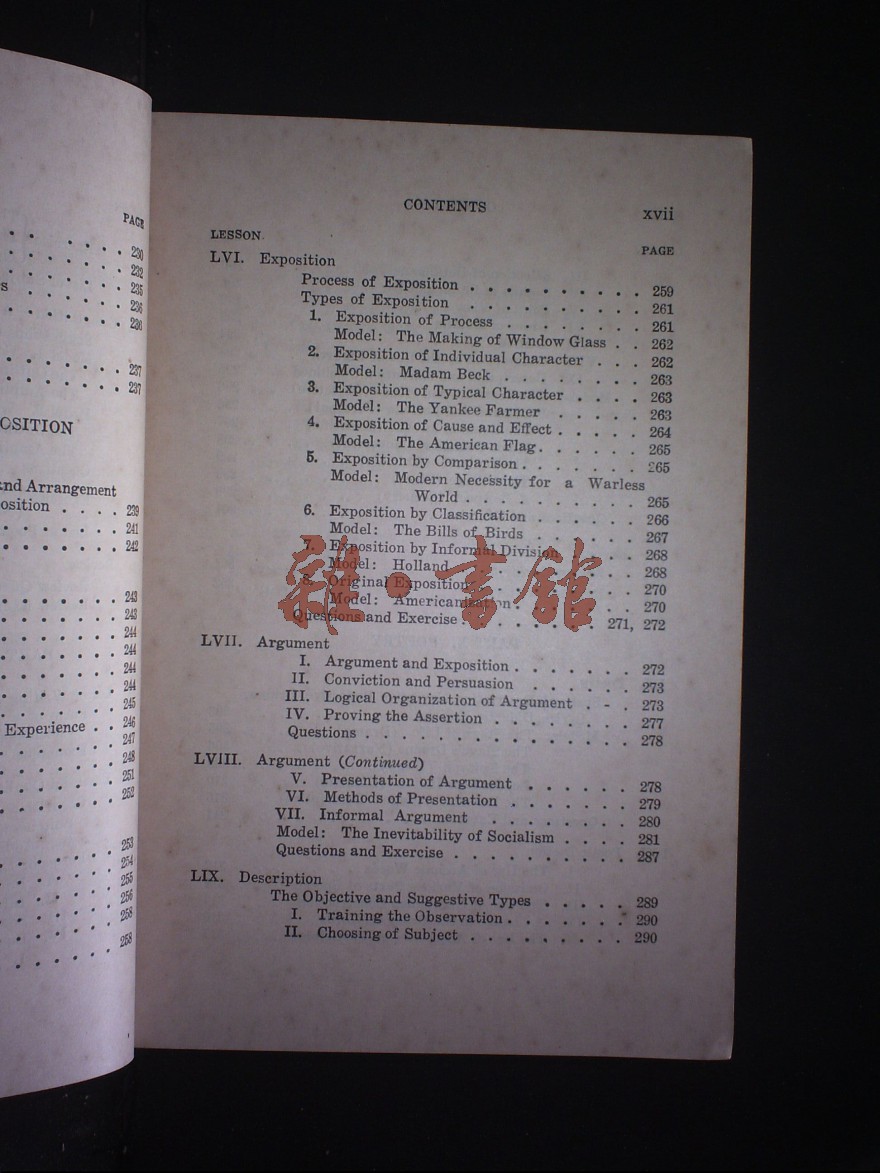 PAGE
230
232
s 235
236
236
237
237
OSITION
and Arrangement
osition . . . . 239
241
242
243
243
244
244
244
244
245
Experience . . 246
247
248
251
252
253
254
255
256
258
258
CONTENTS xvii
LESSON PAGE
LVI. Exposition
Process of Exposition . . . . . . . . . . 259
Types of Exposition . . . . . . . . . . 261
1. Exposition of Process . . . . . . . . 261
Model: The Making of Window Glass . . 262
2. Exposition of Individual Character . . . 262
Model: Madam Beck . . . . . . . . 263
3. Exposition of Typical Character . . . . 263
Model: The Yankee Farmer . . . . . 263
4. Exposition of Cause and Effect . . . . . 264
Model: The American Flag . . . . . . 265
5. Exposition by Comparison . . . . . . . 265
Model: Modern Necessity for a Warless
World . . . . . . . . . . 265
6. Exposition by Classification . . . . . . 266
Model: The Bills of Birds . . . . . . 267
7. Exposition by Informal Division . . . . 268
Model: Holland . . . . . . . . . . 268
8. Original Exposition . . . . . . . . . 270
Model: Americanization . . . . . . . 270
Questions and Exercise . . . . . . . . 271, 272
LVII. Argument
I. Argument and Exposition . . . . . . . 272
II. Conviction and Persuasion . . . . . . 273
III. Logical Organization of Argument . . . 273
IV. Proving the Assertion . . . . . . . . 277
Questions . . . . . . . . . . . . . . . 278
LVIII. Argument (Continued)
V. Presentation of Argument . . . . . . 278
VI. Methods of Presentation . . . . . . . 279
VII. Informal Argument . . . . . . . . 280
Model: The Inevitability of Socialism . . . . 281
Questions and Exercise . . . . . . . . . . 287
LIX. Description
The Objective and Suggestive Types . . . . . 289
I. Training the Observation . . . . . . . 290
II. Choosing of Subject . . . . . . . . . 290
雜·書館